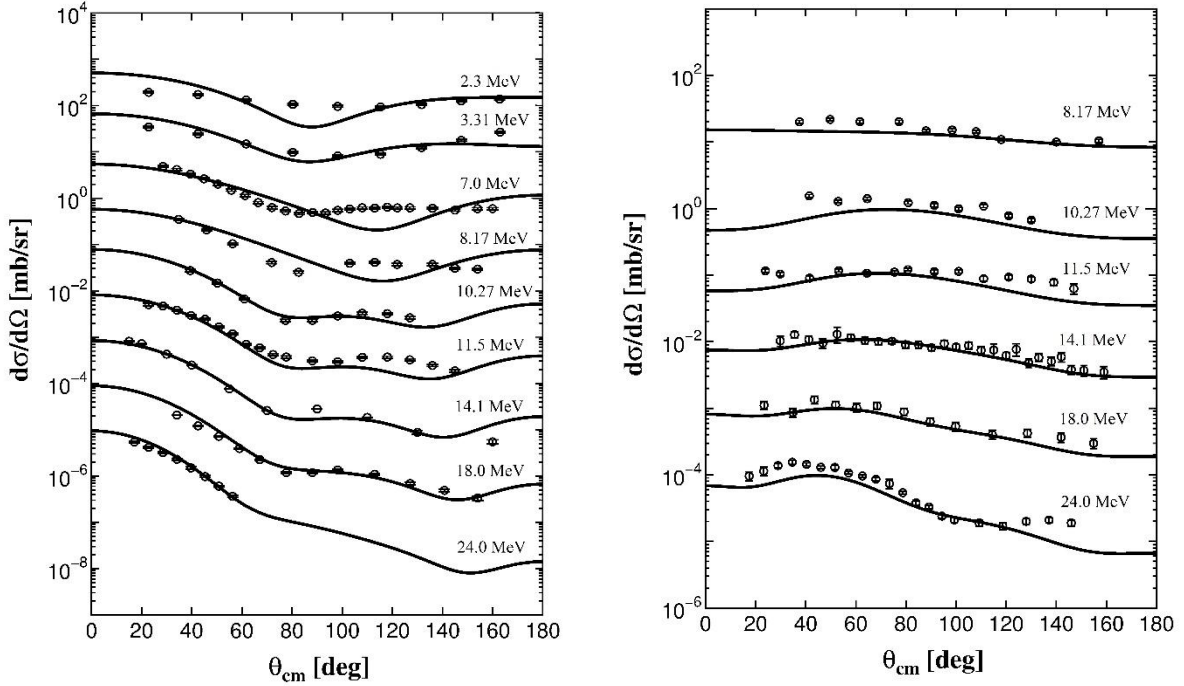 10^4
10^2
10^0
10^-2
10^-4
10^-6
10^-8
dσ/dΩ [mb/sr]
2.3 MeV
3.31 MeV
7.0 MeV
8.17 MeV
10.27 MeV
11.5 MeV
14.1 MeV
18.0 MeV
24.0 MeV
0 20 40 60 80 100 120 140 160 180
θcm [deg]
10^2
10^0
10^-2
10^-4
10^-6
dσ/dΩ [mb/sr]
8.17 MeV
10.27 MeV
11.5 MeV
14.1 MeV
18.0 MeV
24.0 MeV
0 20 40 60 80 100 120 140 160 180
θcm [deg]